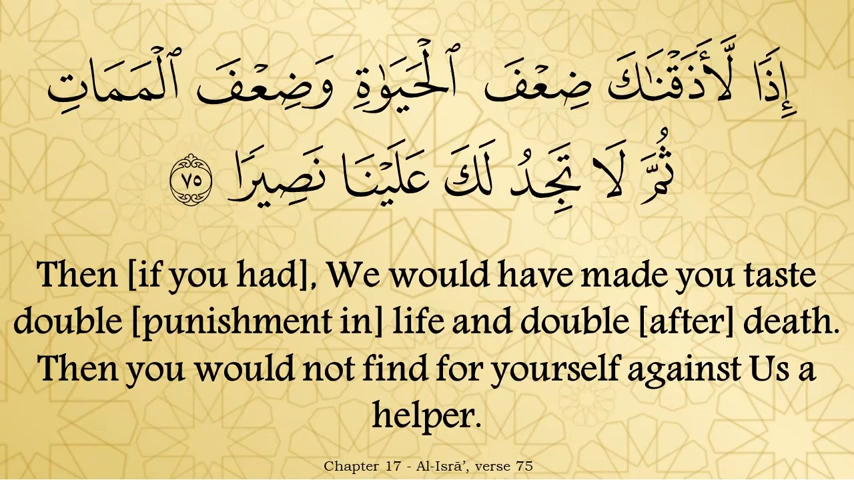 إِذًا لَّأَذَقْنَـٰكَ ضِعْفَ ٱلْحَيَوٰةِ وَضِعْفَ ٱلْمَمَاتِ
ثُمَّ لَا تَجِدُ لَكَ عَلَيْنَا نَصِيرًا ٧٥
Then [if you had], We would have made you taste
double [punishment in] life and double [after] death.
Then you would not find for yourself against Us a
helper.
Chapter 17 - Al-Isrā’, verse 75